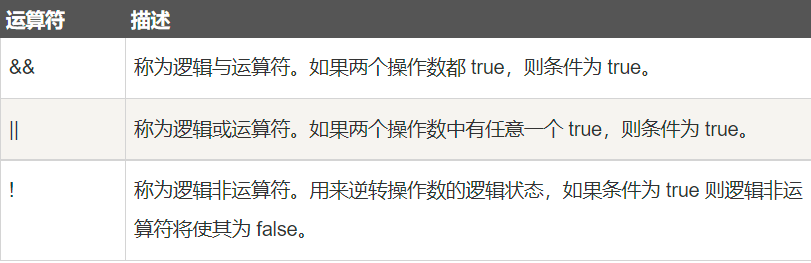 运算符 描述
&& 称为逻辑与运算符。如果两个操作数都 true，则条件为 true。
|| 称为逻辑或运算符。如果两个操作数中有任意一个 true，则条件为 true。
! 称为逻辑非运算符。用来逆转操作数的逻辑状态，如果条件为 true 则逻辑非运
算符将使其为 false。